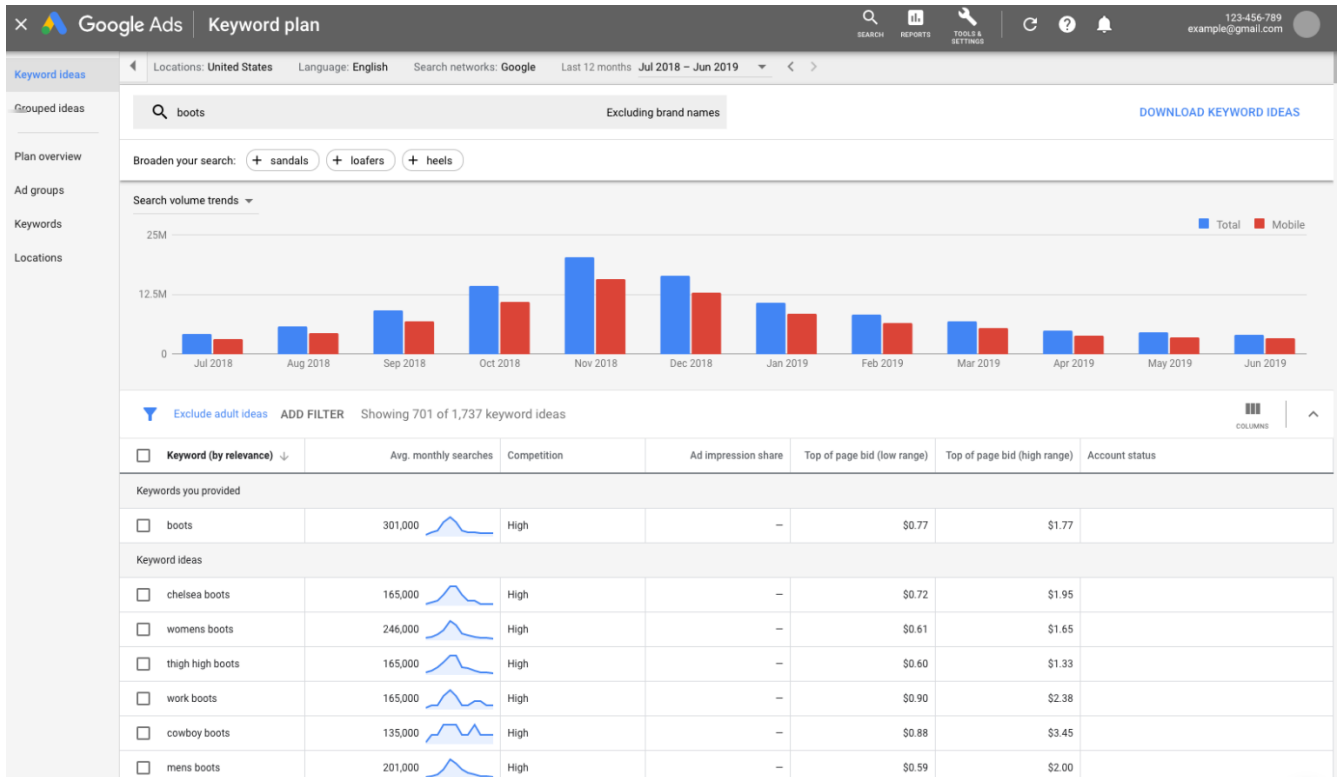 × Google Ads | Keyword plan
SEARCH REPORTS TOOLS & SETTINGS
123-456-789
example@gmail.com
Keyword ideas
Grouped ideas
Plan overview
Ad groups
Keywords
Locations
Locations: United States Language: English Search networks: Google Last 12 months Jul 2018 – Jun 2019
boots Excluding brand names DOWNLOAD KEYWORD IDEAS
Broaden your search: + sandals + loafers + heels
Search volume trends
Total Mobile
25M
12.5M
0
Jul 2018 Aug 2018 Sep 2018 Oct 2018 Nov 2018 Dec 2018 Jan 2019 Feb 2019 Mar 2019 Apr 2019 May 2019 Jun 2019
Exclude adult ideas ADD FILTER Showing 701 of 1,737 keyword ideas
COLUMNS
Keyword (by relevance) ↓ Avg. monthly searches Competition Ad impression share Top of page bid (low range) Top of page bid (high range) Account status
Keywords you provided
boots 301,000 High – $0.77 $1.77
Keyword ideas
chelsea boots 165,000 High – $0.72 $1.95
womens boots 246,000 High – $0.61 $1.65
thigh high boots 165,000 High – $0.60 $1.33
work boots 165,000 High – $0.90 $2.38
cowboy boots 135,000 High – $0.88 $3.45
mens boots 201,000 High – $0.59 $2.00